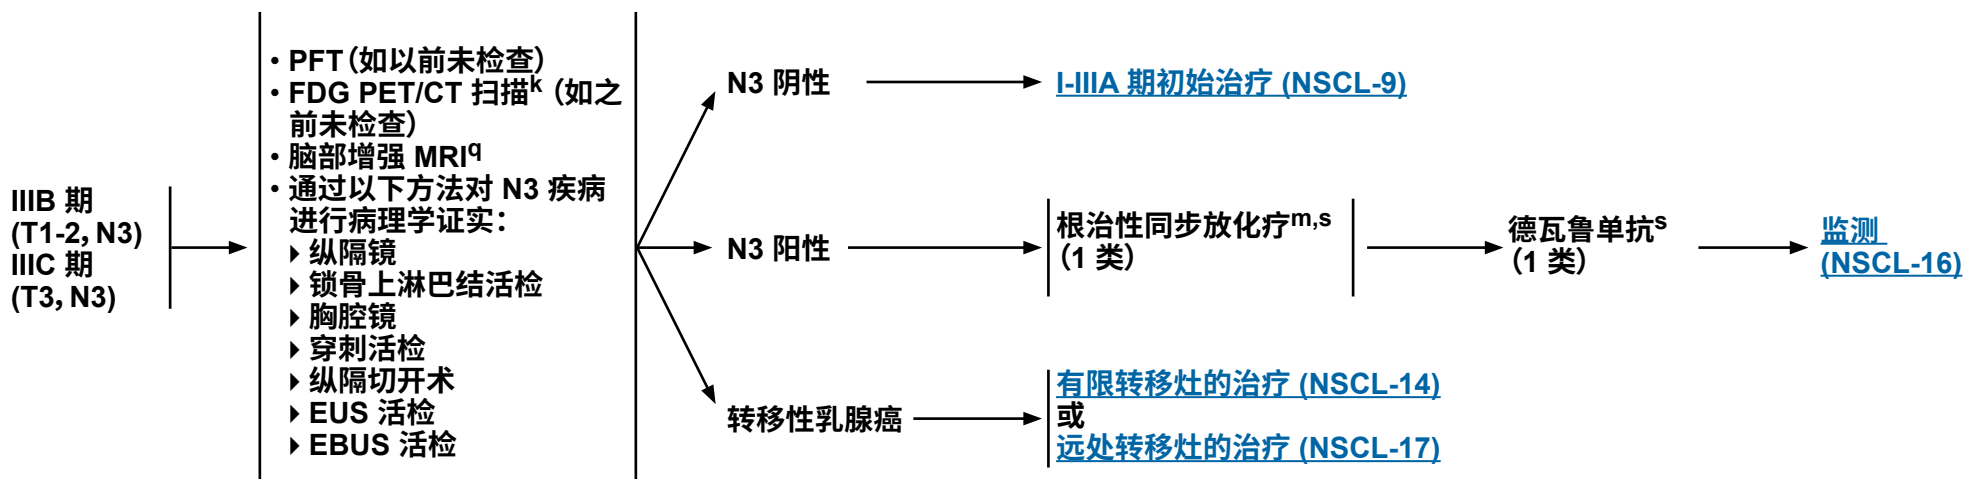 IIIB 期
(T1-2, N3)
IIIC 期
(T3, N3)
• PFT（如以前未检查）
• FDG PET/CT 扫描k（如之
前未检查）
• 脑部增强 MRIq
• 通过以下方法对 N3 疾病
进行病理学证实：
纵隔镜
锁骨上淋巴结活检
胸腔镜
穿刺活检
纵隔切开术
EUS 活检
EBUS 活检
N3 阴性
I-IIIA 期初始治疗 (NSCL-9)
N3 阳性
根治性同步放化疗m,s
（1 类）
德瓦鲁单抗s
（1 类）
监测
(NSCL-16)
转移性乳腺癌
有限转移灶的治疗 (NSCL-14)
或
远处转移灶的治疗 (NSCL-17)